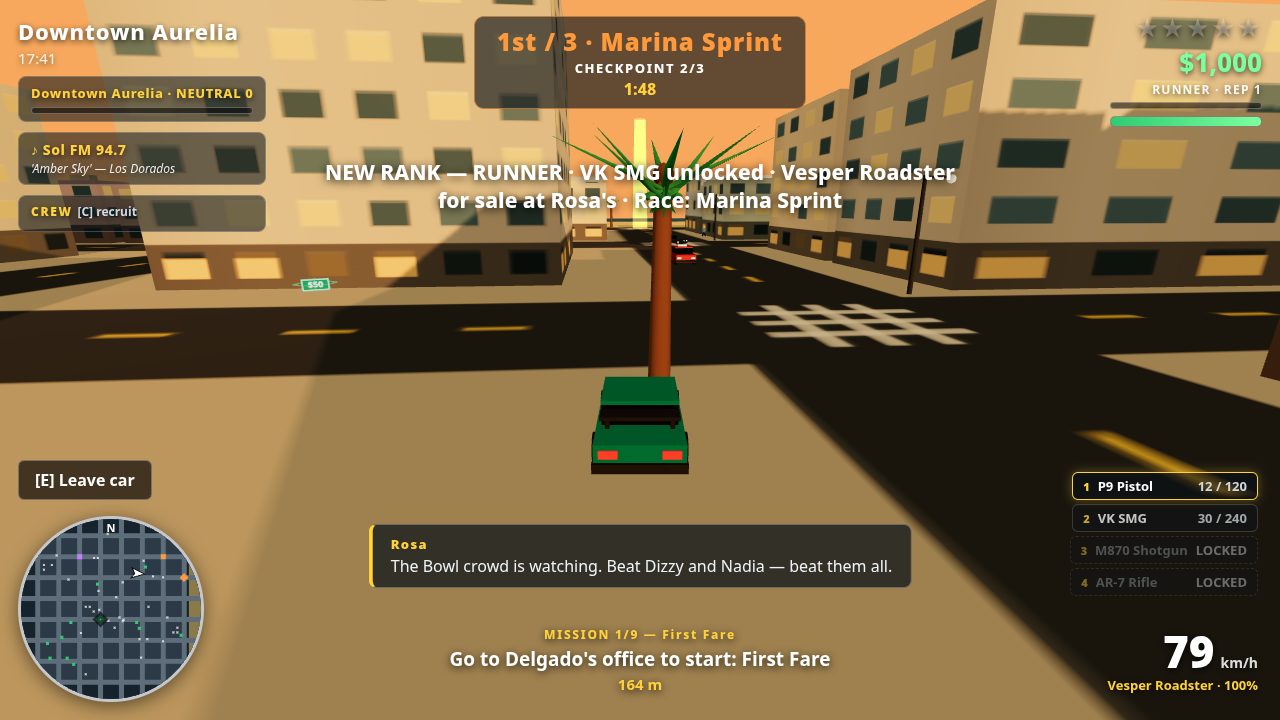 Downtown Aurelia
17:41
Downtown Aurelia · NEUTRAL 0
♪ Sol FM 94.7
'Amber Sky' — Los Dorados
CREW [C] recruit
1st / 3 · Marina Sprint
CHECKPOINT 2/3
1:48
★★★★★
$1,000
RUNNER · REP 1
NEW RANK — RUNNER · VK SMG unlocked · Vesper Roadster
for sale at Rosa's · Race: Marina Sprint
$50
[E] Leave car
N
Rosa
The Bowl crowd is watching. Beat Dizzy and Nadia — beat them all.
MISSION 1/9 — First Fare
Go to Delgado's office to start: First Fare
164 m
1 P9 Pistol 12 / 120
2 VK SMG 30 / 240
3 M870 Shotgun LOCKED
4 AR-7 Rifle LOCKED
79 km/h
Vesper Roadster · 100%